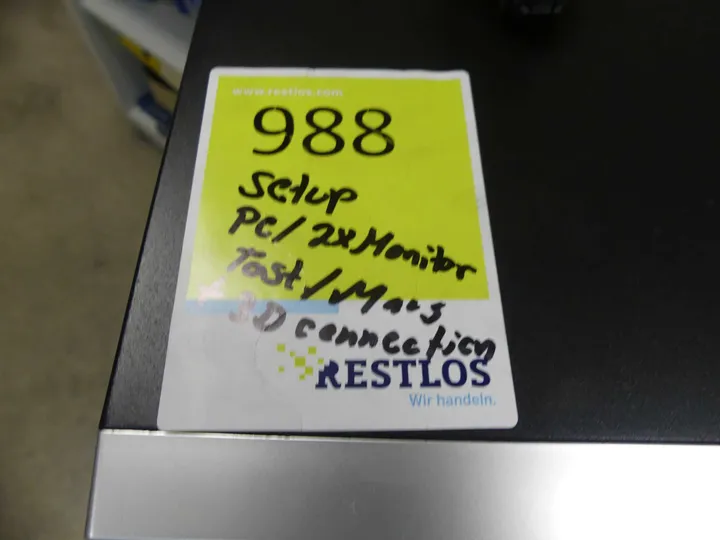 www.restlos.com
988
Setup
PC/ 2x Monitor
Tast/Maus
3D connection
RESTLOS
Wir handeln.